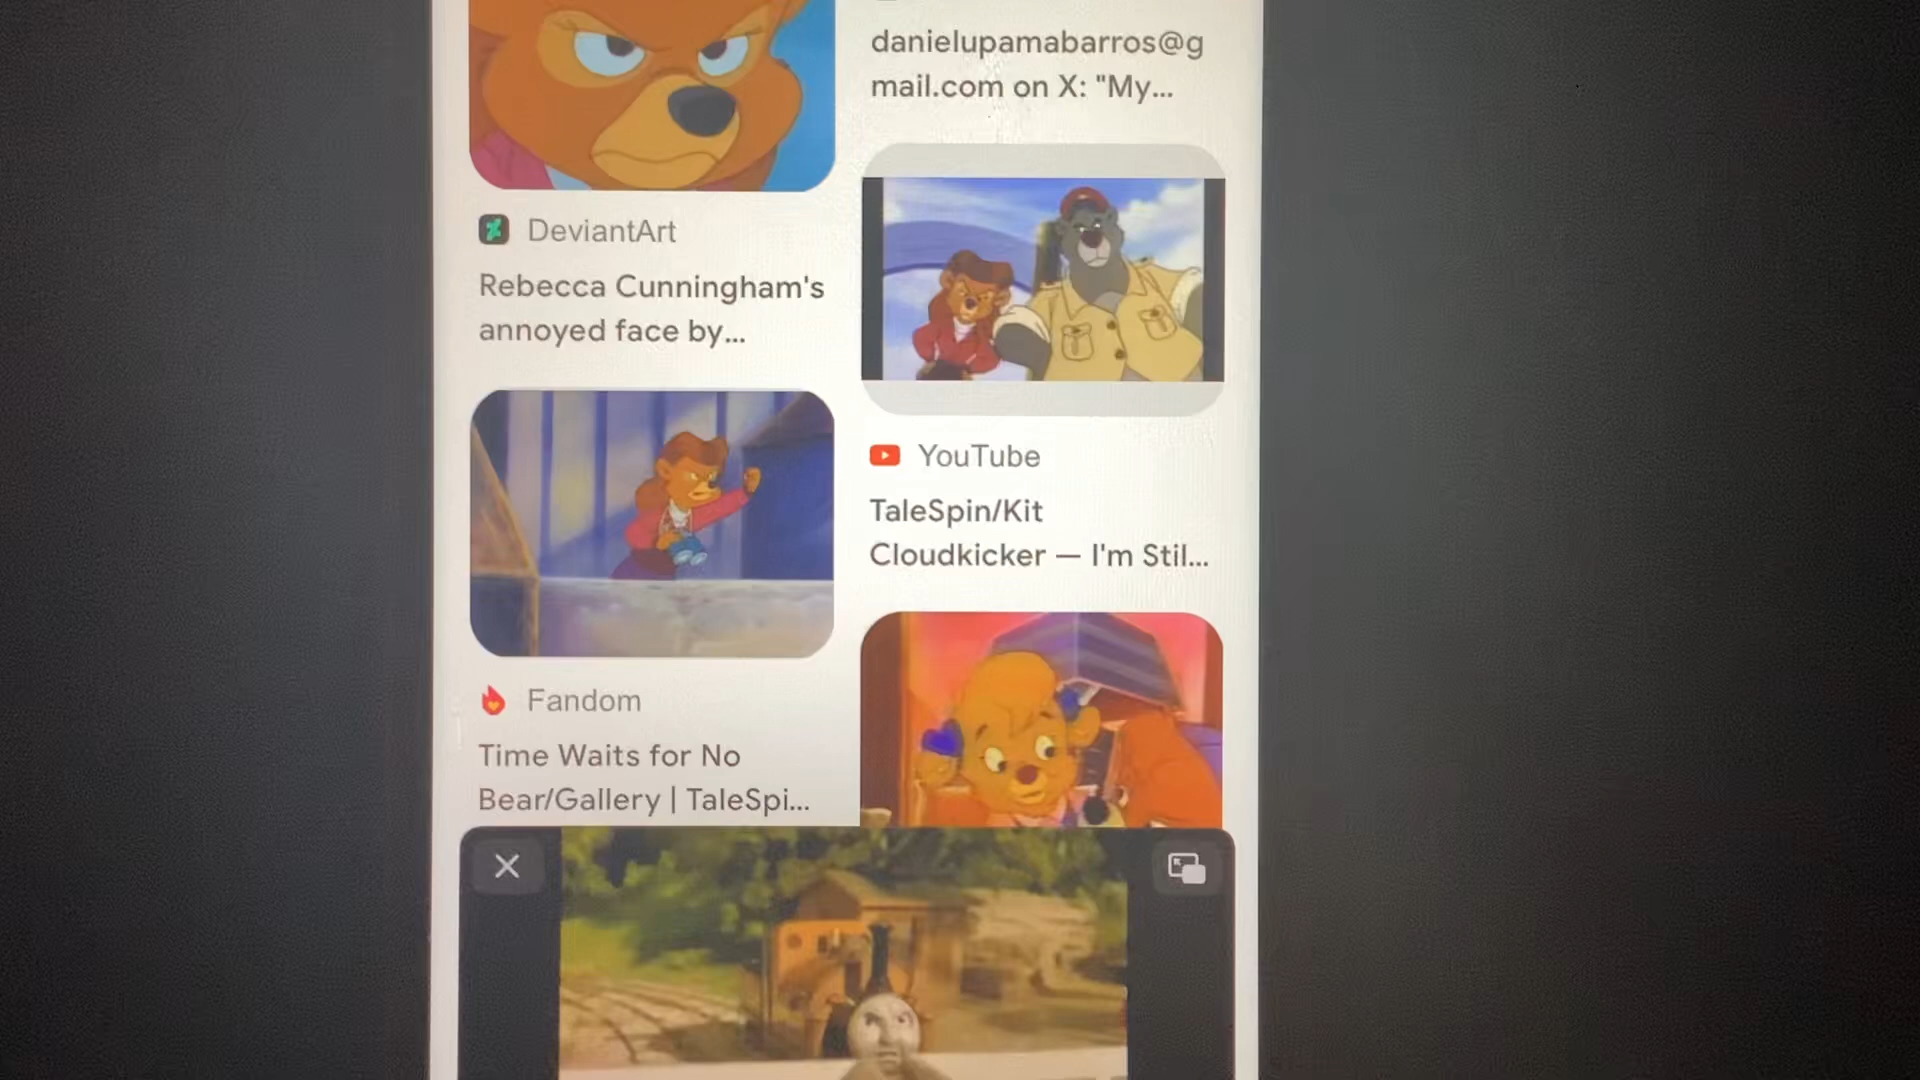 danielupamabarros@g
mail.com on X: "My...
DeviantArt
Rebecca Cunningham's
annoyed face by...
YouTube
TaleSpin/Kit
Cloudkicker — I'm Stil...
Fandom
Time Waits for No
Bear/Gallery | TaleSpi...